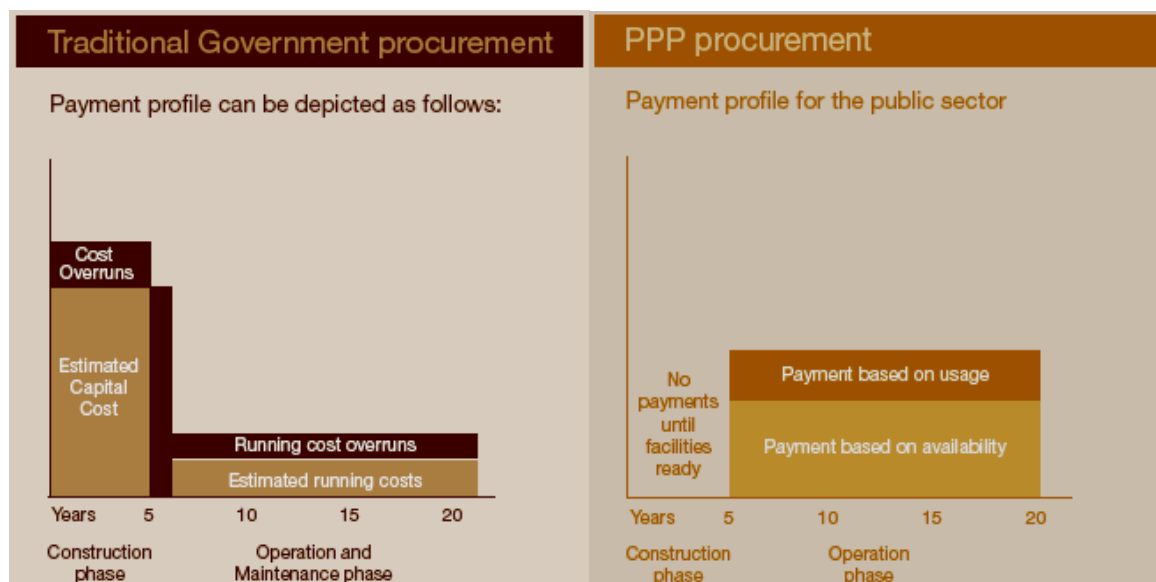 Traditional Government procurement
Payment profile can be depicted as follows:
Cost
Overruns
Estimated
Capital
Cost
Running cost overruns
Estimated running costs
Years 5 10 15 20
Construction
phase
Operation and
Maintenance phase
PPP procurement
Payment profile for the public sector
No
payments
until
facilities
ready
Payment based on usage
Payment based on availability
Years 5 10 15 20
Construction
phase
Operation
phase